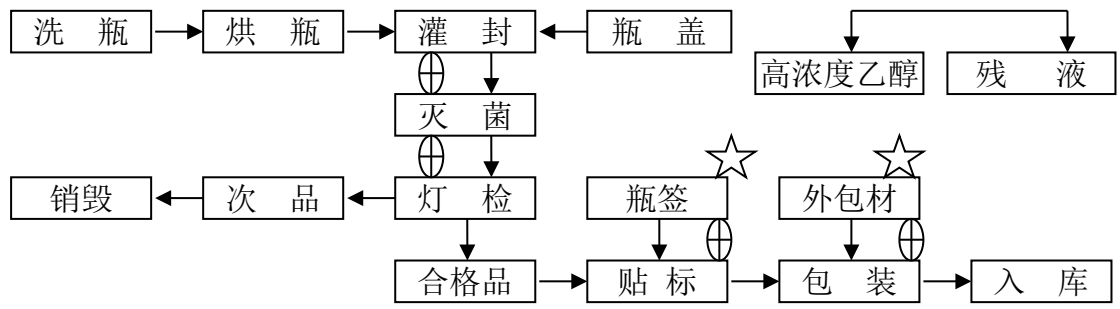 洗 瓶
烘 瓶
灌 封
瓶 盖
高浓度乙醇
残 液
灭 菌
销毁
次 品
灯 检
瓶签
外包材
合格品
贴 标
包 装
入 库